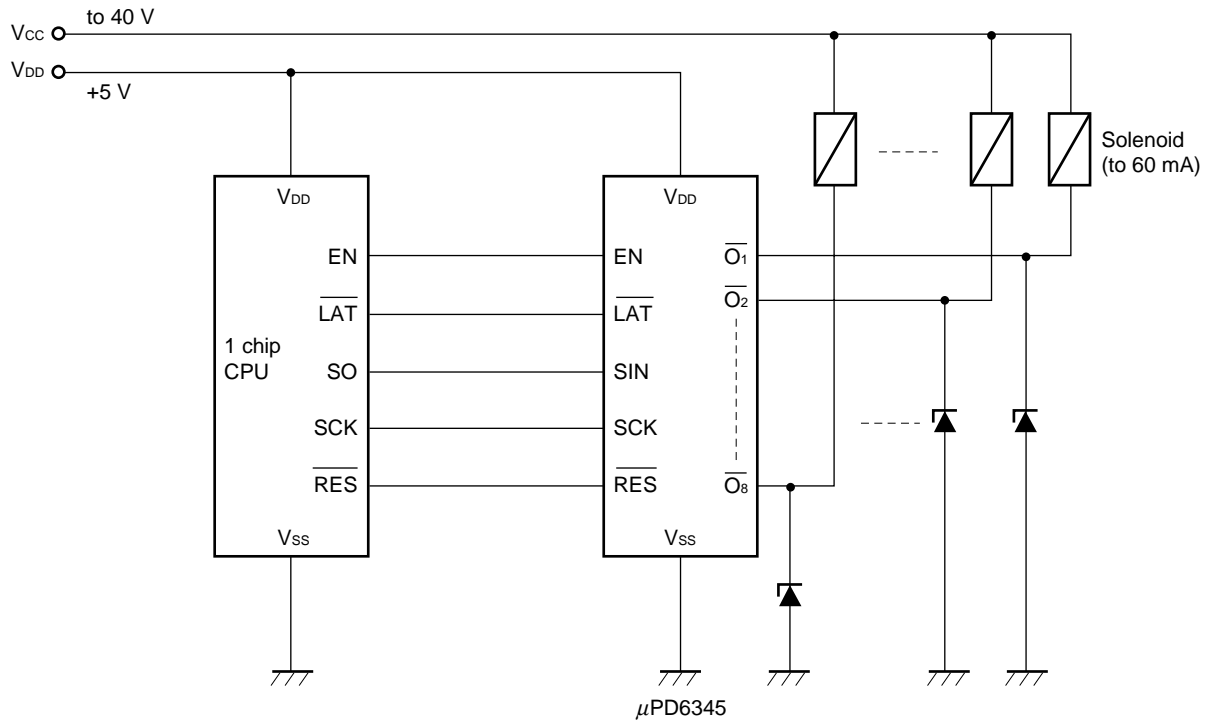 to 40 V
VCC
VDD
+5 V
Solenoid
(to 60 mA)
VDD
EN
LAT
1 chip
CPU
SO
SCK
RES
VSS
VDD
EN
LAT
SIN
SCK
RES
VSS
O1
O2
O8
μPD6345